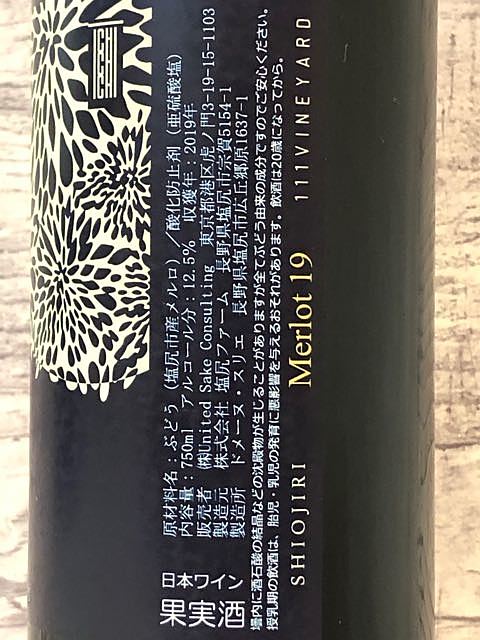 日本ワイン
果実酒
原材料名：ぶどう（塩尻市産メルロ）／酸化防止剤（亜硫酸塩）
内容量：750ml アルコール分：12.5% 収穫年：2019年
販売者 ㈱United Sake Consulting 東京都港区虎ノ門3-19-15-1103
製造元 株式会社 塩尻ファーム 長野県塩尻市宗賀5154-1
製造所 ドメーヌ・スリエ 長野県塩尻市広丘郷原1637-1
壜内に酒石酸の結晶などの沈殿物が生じることがありますが全てぶどう由来の成分ですのでご安心ください。
授乳期の飲酒は、胎児・乳児の発育に悪影響を与えるおそれがあります。飲酒は20歳になってから。
SHIOJIRI Merlot 19 111VINEYARD